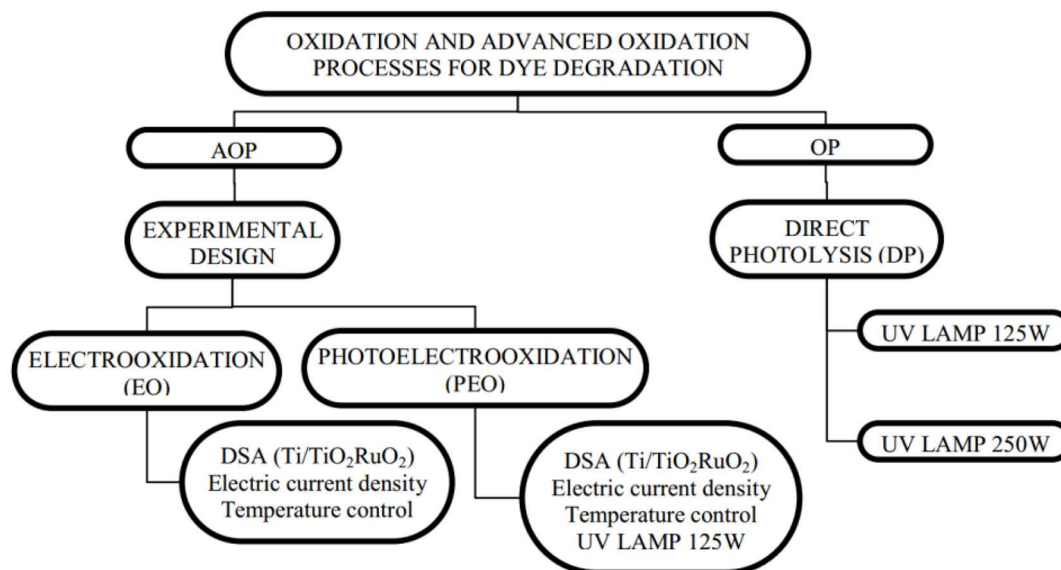 OXIDATION AND ADVANCED OXIDATION
PROCESSES FOR DYE DEGRADATION
AOP
OP
EXPERIMENTAL
DESIGN
DIRECT
PHOTOLYSIS (DP)
UV LAMP 125W
UV LAMP 250W
ELECTROOXIDATION
(EO)
PHOTOELECTROOXIDATION
(PEO)
DSA (Ti/TiO₂RuO₂)
Electric current density
Temperature control
DSA (Ti/TiO₂RuO₂)
Electric current density
Temperature control
UV LAMP 125W